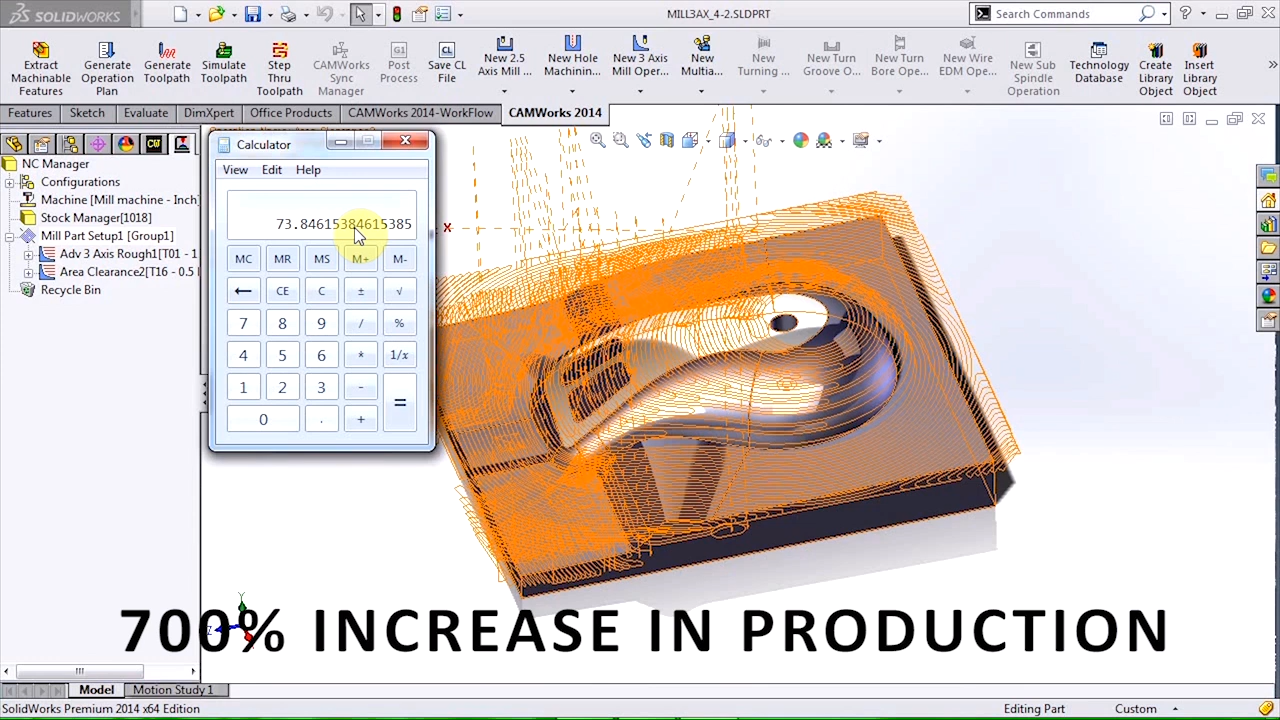 SOLIDWORKS
MILL3AX_4-2.SLDPRT
Search Commands
Extract Machinable Features
Generate Operation Plan
Generate Toolpath
Simulate Toolpath
Step Thru Toolpath
CAMWorks Sync Manager
G1
Post Process
CL
Save CL File
New 2.5 Axis Mill ...
New Hole Machinin...
New 3 Axis Mill Oper...
New Multia...
New Turning ...
New Turn Groove O...
New Turn Bore Ope...
New Wire EDM Ope...
New Sub Spindle Operation
Technology Database
Create Library Object
Insert Library Object
Features
Sketch
Evaluate
DimXpert
Office Products
CAMWorks 2014-WorkFlow
CAMWorks 2014
CW
NC Manager
Configurations
Machine [Mill machine - Inch]
Stock Manager[1018]
Mill Part Setup1 [Group1]
Adv 3 Axis Rough1[T01 - 1
Area Clearance2[T16 - 0.5
Recycle Bin
Calculator
View Edit Help
73.84615384615385
MC MR MS M+ M-
← CE C ± √
7 8 9 / %
4 5 6 * 1/x
1 2 3 - =
0 . +
X
Y
Z
700% INCREASE IN PRODUCTION
Model
Motion Study 1
SolidWorks Premium 2014 x64 Edition
Editing Part
Custom